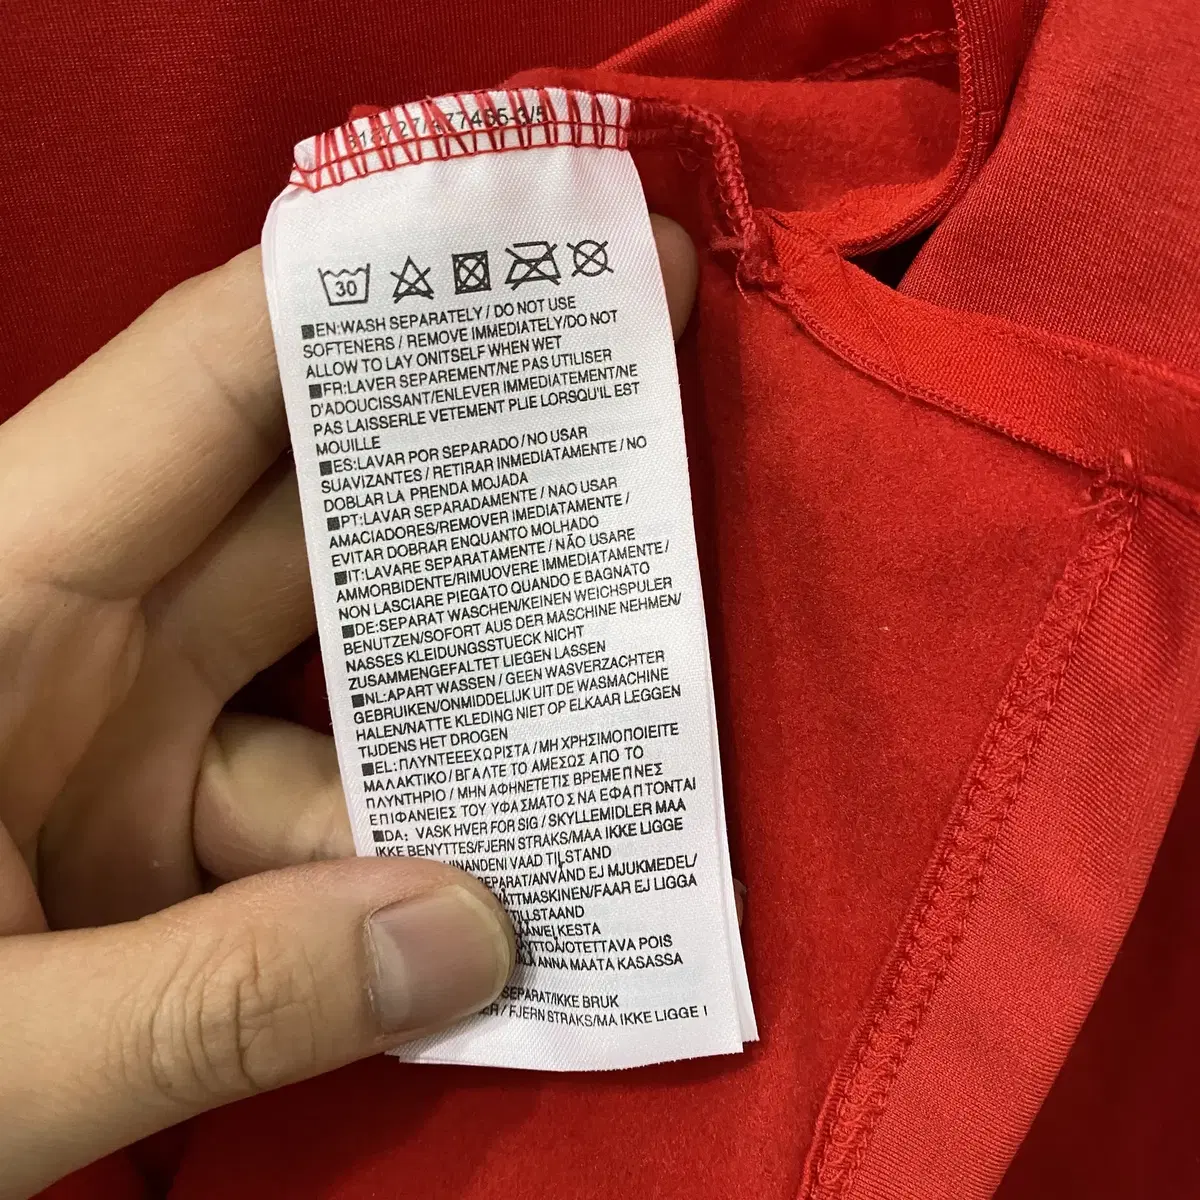 477465-3/5
30
EN:WASH SEPARATELY / DO NOT USE
SOFTENERS / REMOVE IMMEDIATELY/DO NOT
ALLOW TO LAY ONITSELF WHEN WET
FR:LAVER SEPAREMENT/NE PAS UTILISER
D'ADOUCISSANT/ENLEVER IMMEDIATEMENT/NE
PAS LAISSERLE VETEMENT PLIE LORSQU'IL EST
MOUILLE
ES:LAVAR POR SEPARADO / NO USAR
SUAVIZANTES / RETIRAR INMEDIATAMENTE / NO
DOBLAR LA PRENDA MOJADA
PT:LAVAR SEPARADAMENTE / NAO USAR
AMACIADORES/REMOVER IMEDIATAMENTE /
EVITAR DOBRAR ENQUANTO MOLHADO
IT:LAVARE SEPARATAMENTE / NÃO USARE
AMMORBIDENTE/RIMUOVERE IMMEDIATAMENTE /
NON LASCIARE PIEGATO QUANDO E BAGNATO
DE:SEPARAT WASCHEN/KEINEN WEICHSPULER
BENUTZEN/SOFORT AUS DER MASCHINE NEHMEN/
NASSES KLEIDUNGSSTUECK NICHT
ZUSAMMENGEFALTET LIEGEN LASSEN
NL:APART WASSEN / GEEN WASVERZACHTER
GEBRUIKEN/ONMIDDELIJK UIT DE WASMACHINE
HALEN/NATTE KLEDING NIET OP ELKAAR LEGGEN
TIJDENS HET DROGEN
EL:ΠΛΥΝΤΕΕΕΧΩΡΙΣΤΑ / ΜΗ ΧΡΗΣΙΜΟΠΟΙΕΙΤΕ
ΜΑΛΑΚΤΙΚΟ / ΒΓΑΛΤΕ ΤΟ ΑΜΕΣΩΣ ΑΠΟ ΤΟ
ΠΛΥΝΤΗΡΙΟ / ΜΗΝ ΑΦΗΝΕΤΕΤΙΣ ΒΡΕΜΕΠΝΕΣ
ΕΠΙΦΑΝΕΙΕΣ ΤΟΥ ΥΦΑΣΜΑΤΟΣ ΝΑ ΕΦΑΠΤΟΝΤΑΙ
DA: VASK HVER FOR SIG / SKYLLEMIDLER MAA
IKKE BENYTTES/FJERN STRAKS/MAA IKKE LIGGE
VAAD TILSTAND
EJ MJUKMEDEL/
EJ LIGGA
TILLSTAAND
KESTA
POIS
ANNA MAATA KASASSA
SEPARAT/IKKE BRUK
/ FJERN STRAKS/MA IKKE LIGGE I